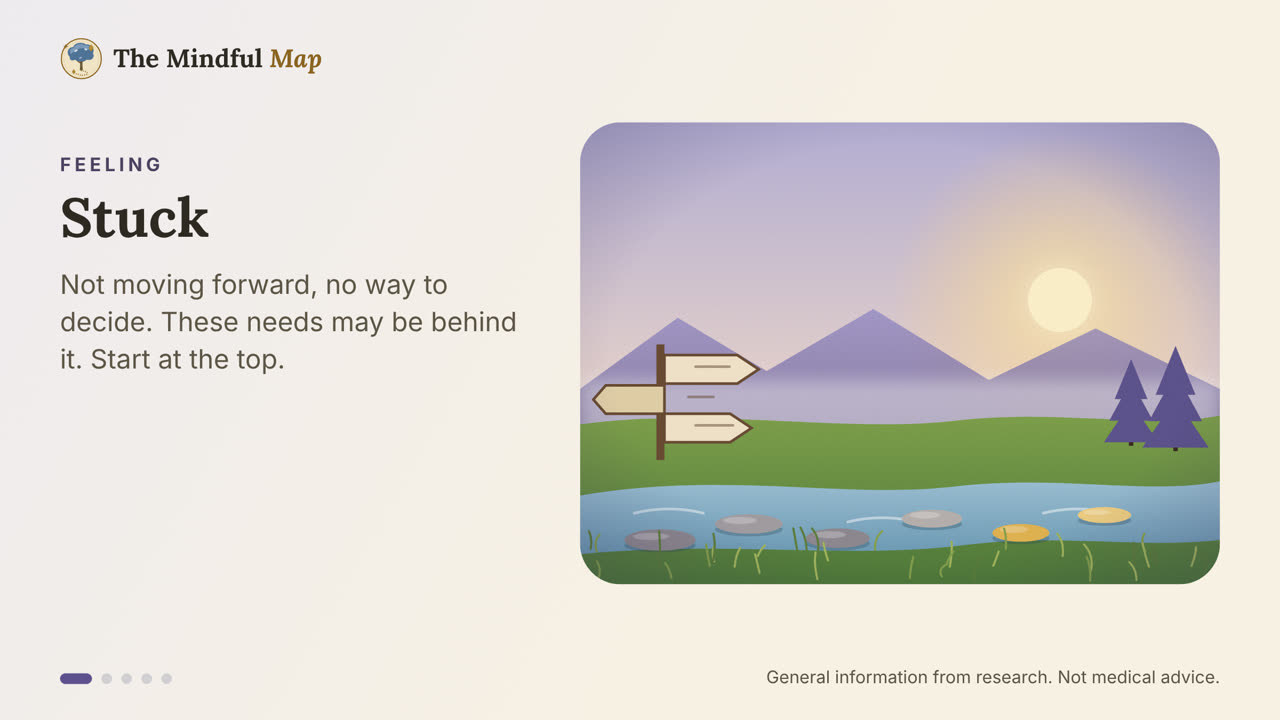 The Mindful Map
FEELING
Stuck
Not moving forward, no way to
decide. These needs may be behind
it. Start at the top.
General information from research. Not medical advice.